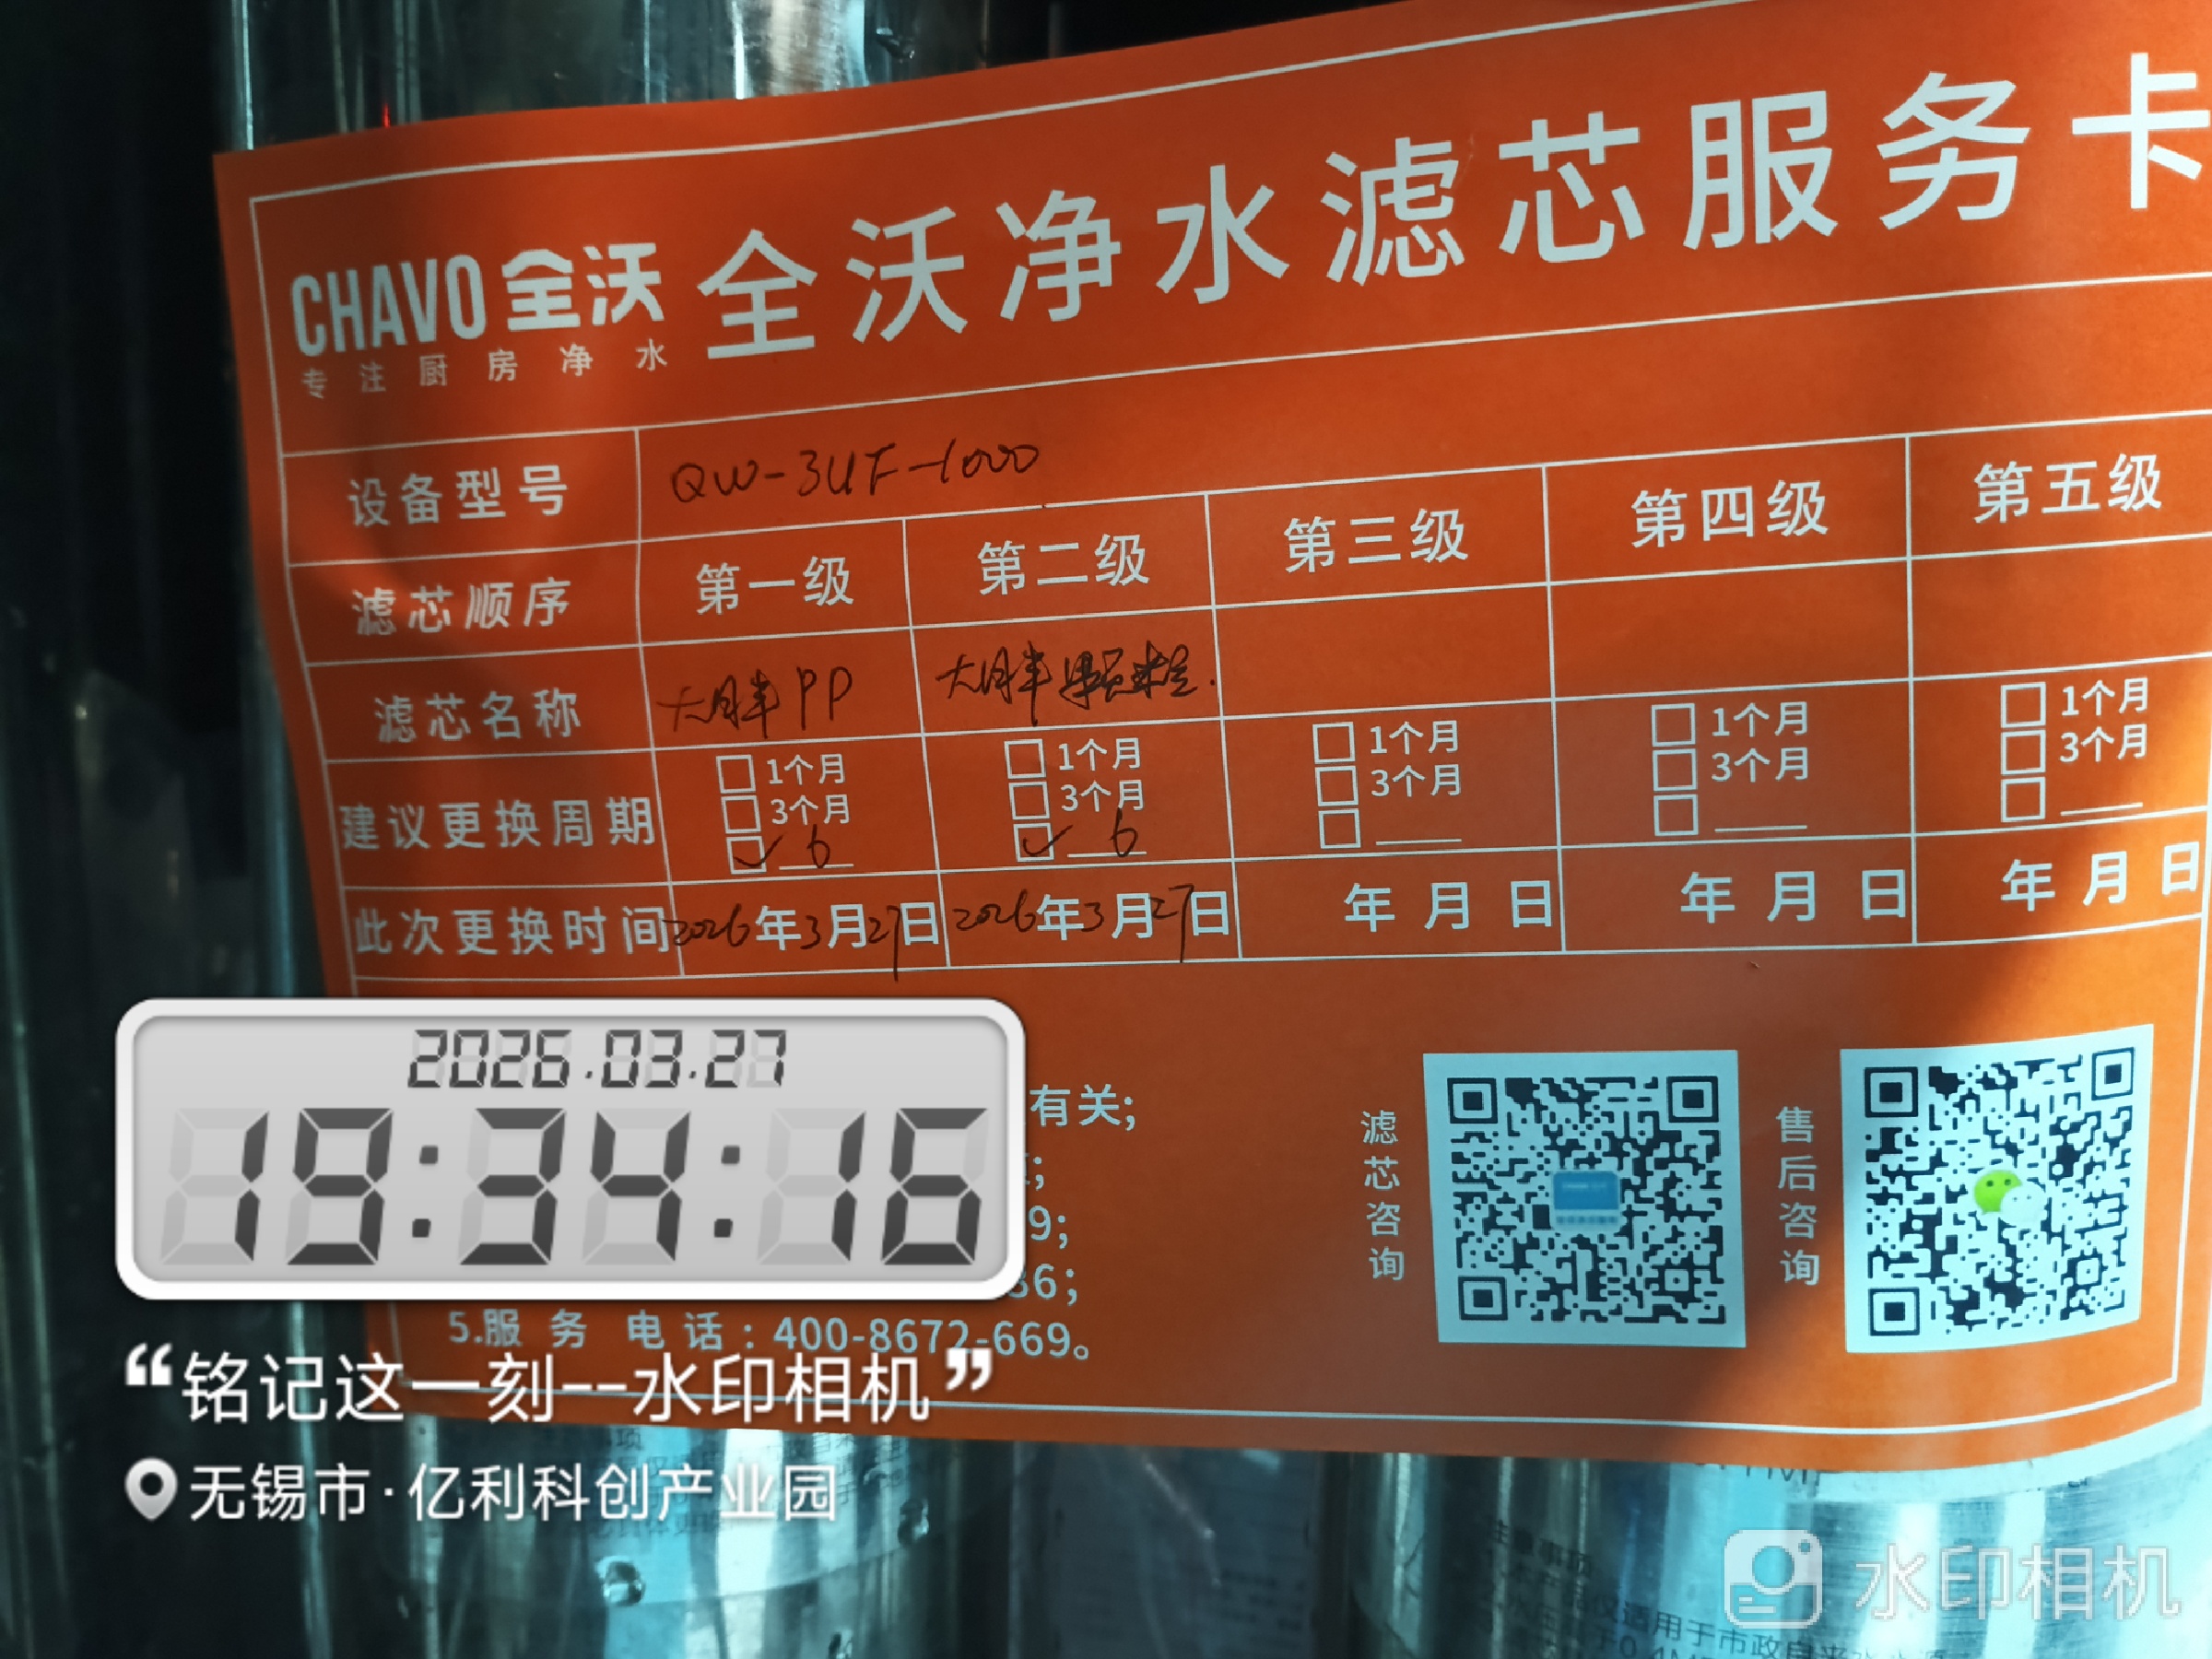 CHAVO 全沃
专注厨房净水
全沃净水滤芯服务卡
设备型号 QW-3UF-1000
滤芯顺序 第一级 第二级 第三级 第四级 第五级
滤芯名称 大胖PP 大胖颗粒.
建议更换周期
1个月 1个月 1个月 1个月 1个月
3个月 3个月 3个月 3个月 3个月
✓ 6 ✓ 6
此次更换时间 2026年3月27日 2026年3月27日 年月日 年月日 年月日
有关;
9;
36;
5.服务电话:400-8672-669。
滤芯咨询
售后咨询
2026.03.27
19:34:16
“铭记这一刻--水印相机”
无锡市·亿利科创产业园
水印相机